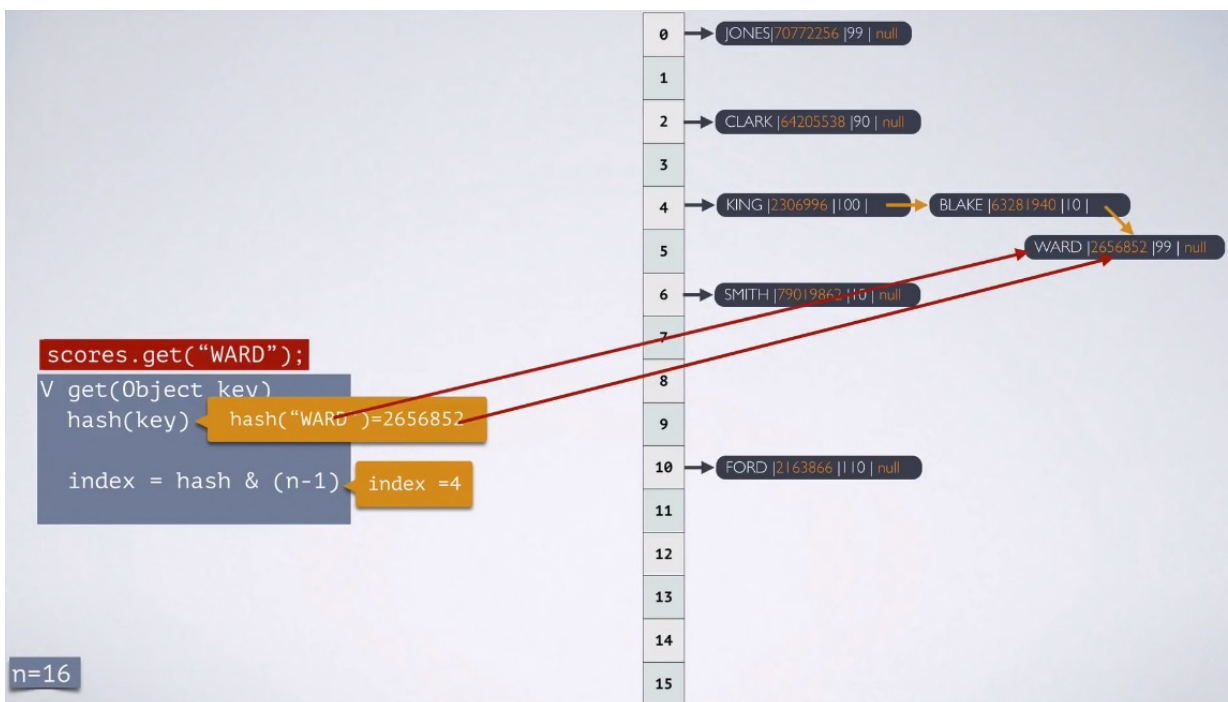 0
JONES|70772256 |99 | null
1
2
CLARK |64205538 |90 | null
3
4
KING |2306996 |100 |
BLAKE |63281940 |10 |
5
WARD |2656852 |99 | null
6
SMITH |79019862 |10 | null
7
scores.get(“WARD”);
V get(Object key)
8
hash(key)
hash(“WARD”)=2656852
9
index = hash & (n-1)
index =4
10
FORD |2163866 |110 | null
11
12
13
14
n=16
15